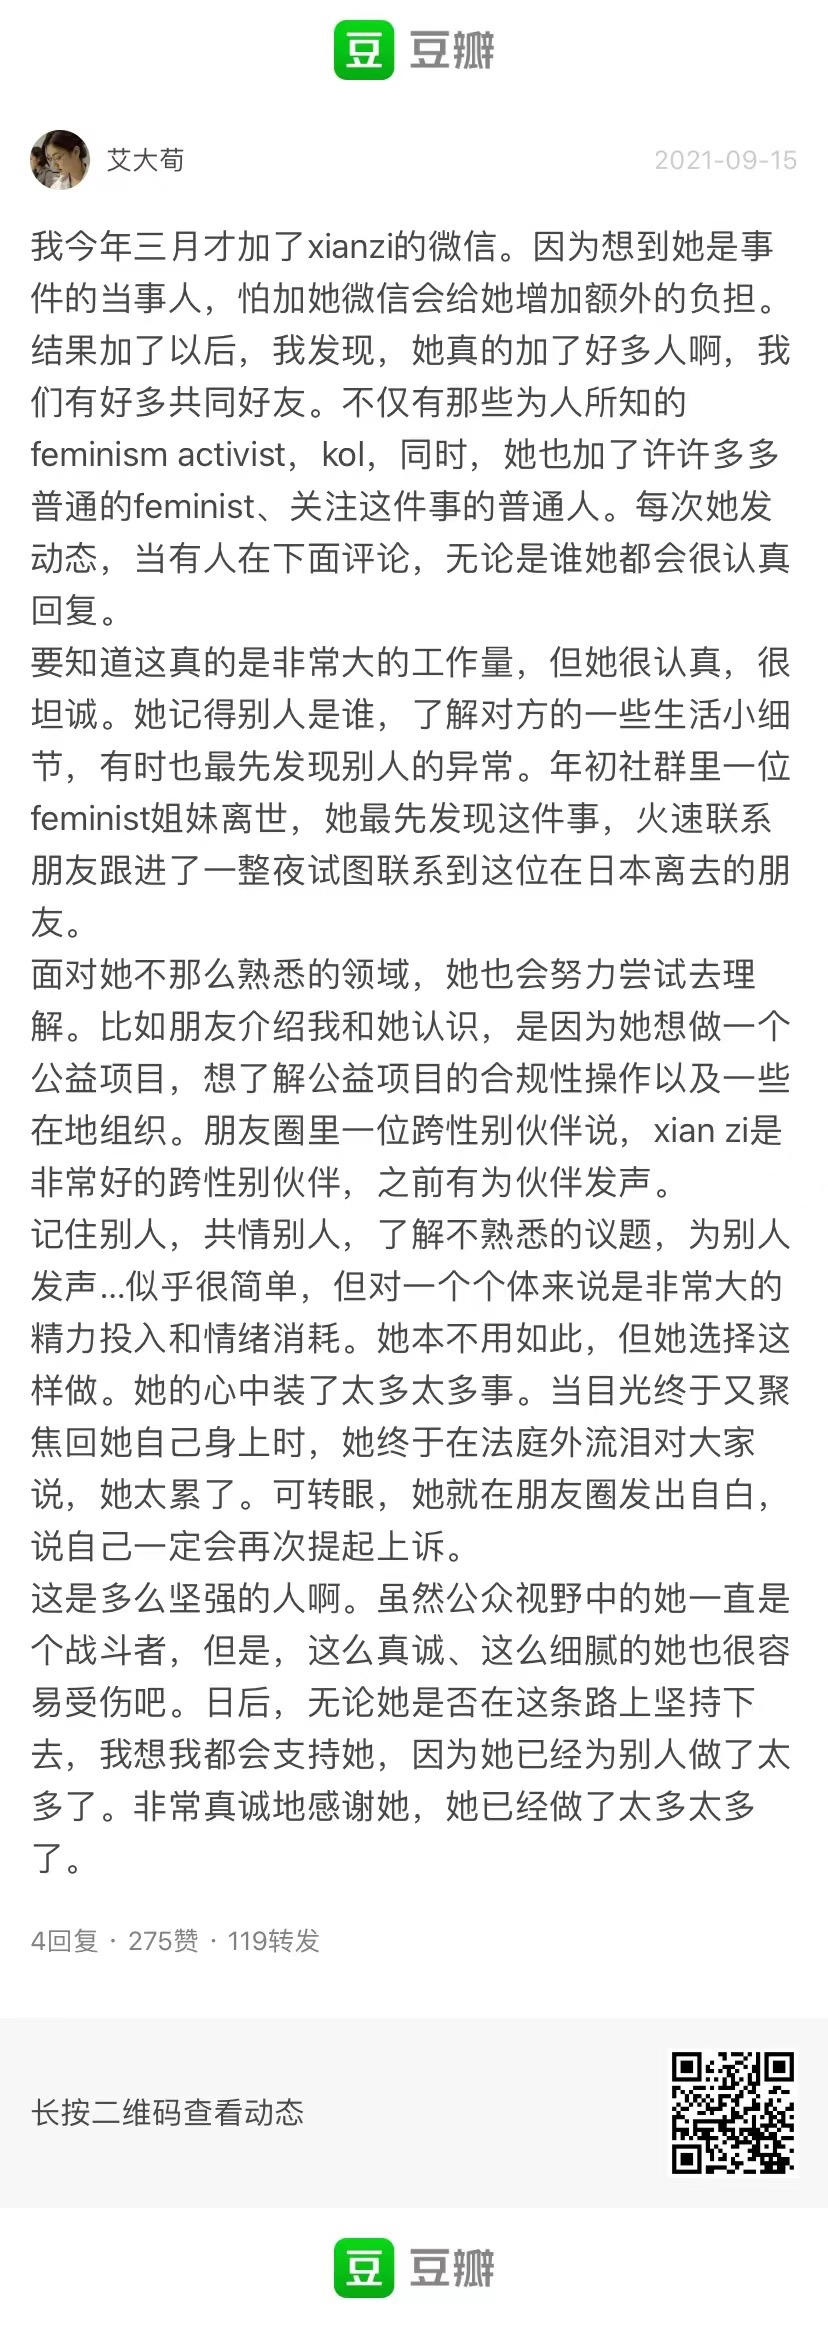 豆 豆瓣
艾大荀
2021-09-15
我今年三月才加了xianzi的微信。因为想到她是事
件的当事人，怕加她微信会给她增加额外的负担。
结果加了以后，我发现，她真的加了好多人啊，我
们有好多共同好友。不仅有那些为人所知的
feminism activist，kol，同时，她也加了许许多多
普通的feminist、关注这件事的普通人。每次她发
动态，当有人在下面评论，无论是谁她都会很认真
回复。
要知道这真的是非常大的工作量，但她很认真，很
坦诚。她记得别人是谁，了解对方的一些生活小细
节，有时也最先发现别人的异常。年初社群里一位
feminist姐妹离世，她最先发现这件事，火速联系
朋友跟进了一整夜试图联系到这位在日本离去的朋
友。
面对她不那么熟悉的领域，她也会努力尝试去理
解。比如朋友介绍我和她认识，是因为她想做一个
公益项目，想了解公益项目的合规性操作以及一些
在地组织。朋友圈里一位跨性别伙伴说，xian zi是
非常好的跨性别伙伴，之前有为伙伴发声。
记住别人，共情别人，了解不熟悉的议题，为别人
发声...似乎很简单，但对一个个体来说是非常大的
精力投入和情绪消耗。她本不用如此，但她选择这
样做。她的心中装了太多太多事。当目光终于又聚
焦回她自己身上时，她终于在法庭外流泪对大家
说，她太累了。可转眼，她就在朋友圈发出自白，
说自己一定会再次提起上诉。
这是多么坚强的人啊。虽然公众视野中的她一直是
个战斗者，但是，这么真诚、这么细腻的她也很容
易受伤吧。日后，无论她是否在这条路上坚持下
去，我想我都会支持她，因为她已经为别人做了太
多了。非常真诚地感谢她，她已经做了太多太多
了。
4回复 · 275赞 · 119转发
长按二维码查看动态
豆 豆瓣